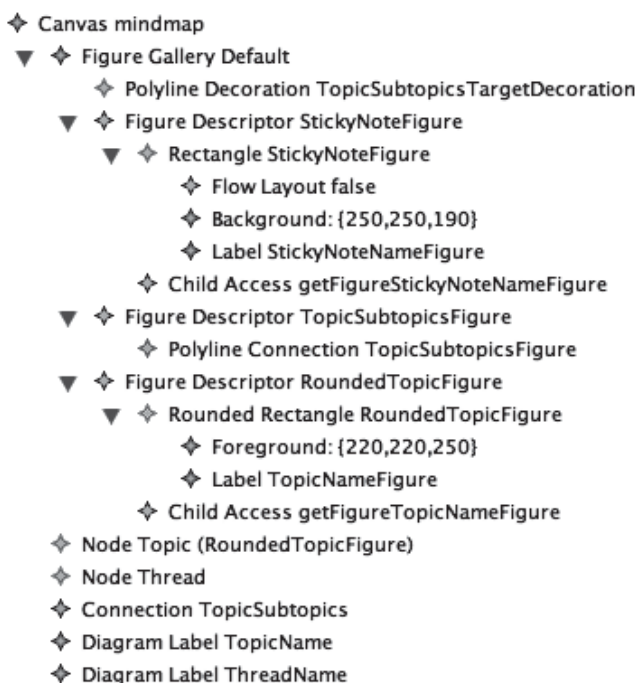 Canvas mindmap
Figure Gallery Default
Polyline Decoration TopicSubtopicsTargetDecoration
Figure Descriptor StickyNoteFigure
Rectangle StickyNoteFigure
Flow Layout false
Background: {250,250,190}
Label StickyNoteNameFigure
Child Access getFigureStickyNoteNameFigure
Figure Descriptor TopicSubtopicsFigure
Polyline Connection TopicSubtopicsFigure
Figure Descriptor RoundedTopicFigure
Rounded Rectangle RoundedTopicFigure
Foreground: {220,220,250}
Label TopicNameFigure
Child Access getFigureTopicNameFigure
Node Topic (RoundedTopicFigure)
Node Thread
Connection TopicSubtopics
Diagram Label TopicName
Diagram Label ThreadName